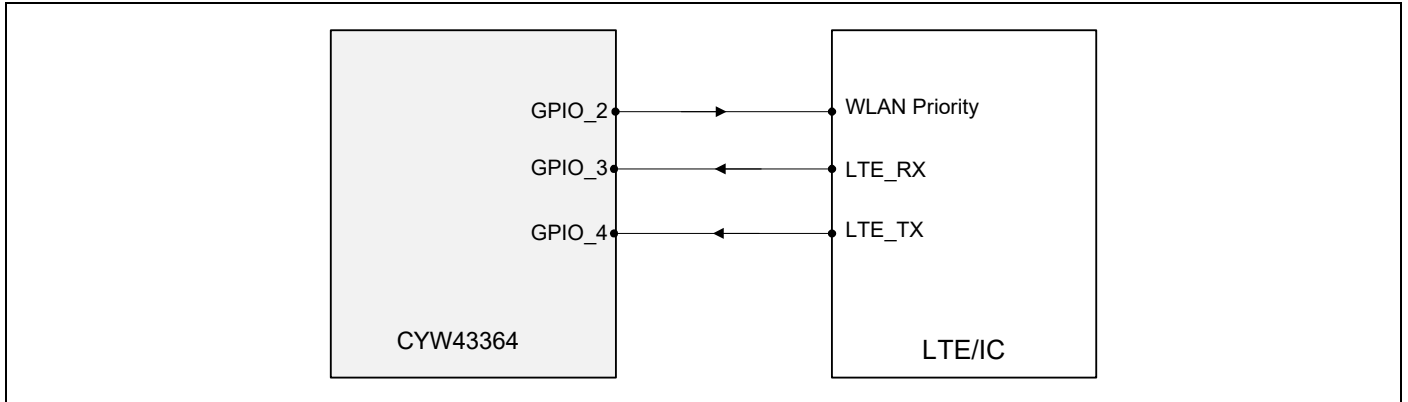 GPIO_2 WLAN Priority
GPIO_3 LTE_RX
GPIO_4 LTE_TX
CYW43364 LTE/IC